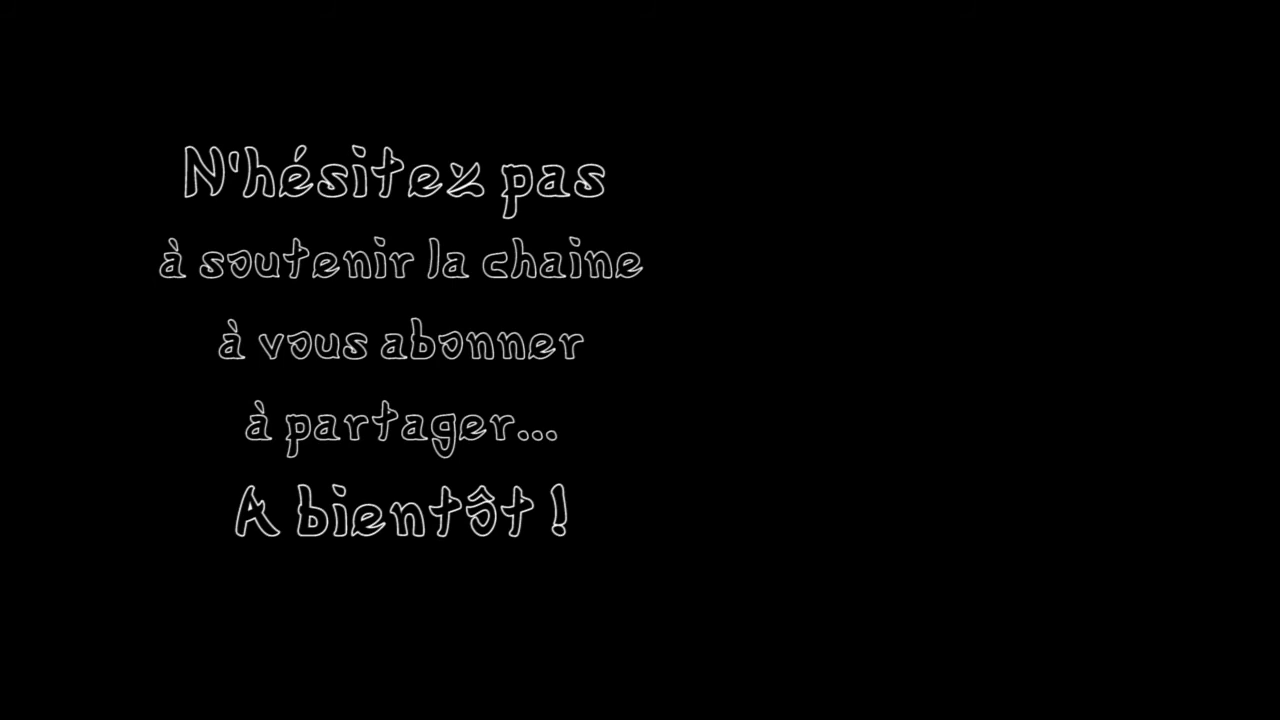 N'hésitez pas
à soutenir la chaine
à vous abonner
à partager...
A bientôt !